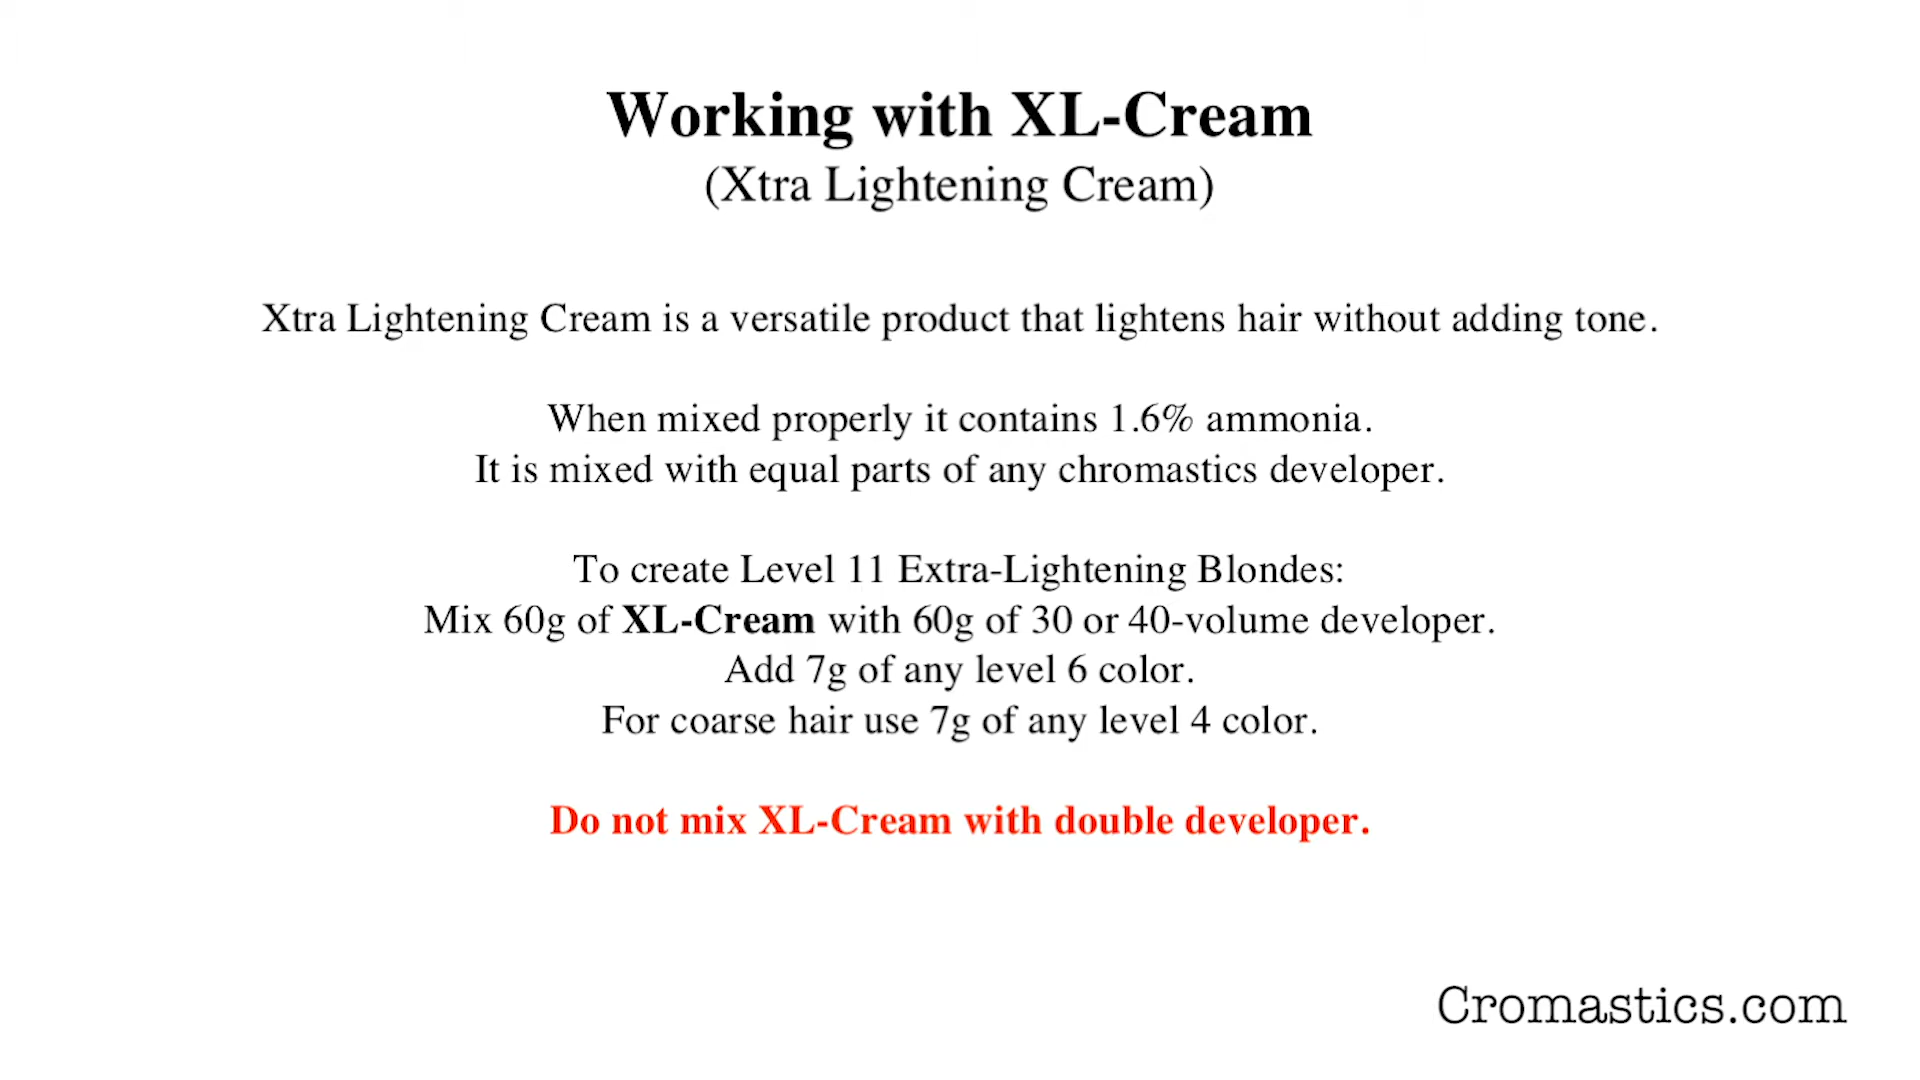 Working with XL-Cream
(Xtra Lightening Cream)
Xtra Lightening Cream is a versatile product that lightens hair without adding tone.
When mixed properly it contains 1.6% ammonia.
It is mixed with equal parts of any chromastics developer.
To create Level 11 Extra-Lightening Blondes:
Mix 60g of XL-Cream with 60g of 30 or 40-volume developer.
Add 7g of any level 6 color.
For coarse hair use 7g of any level 4 color.
Do not mix XL-Cream with double developer.
Cromastics.com